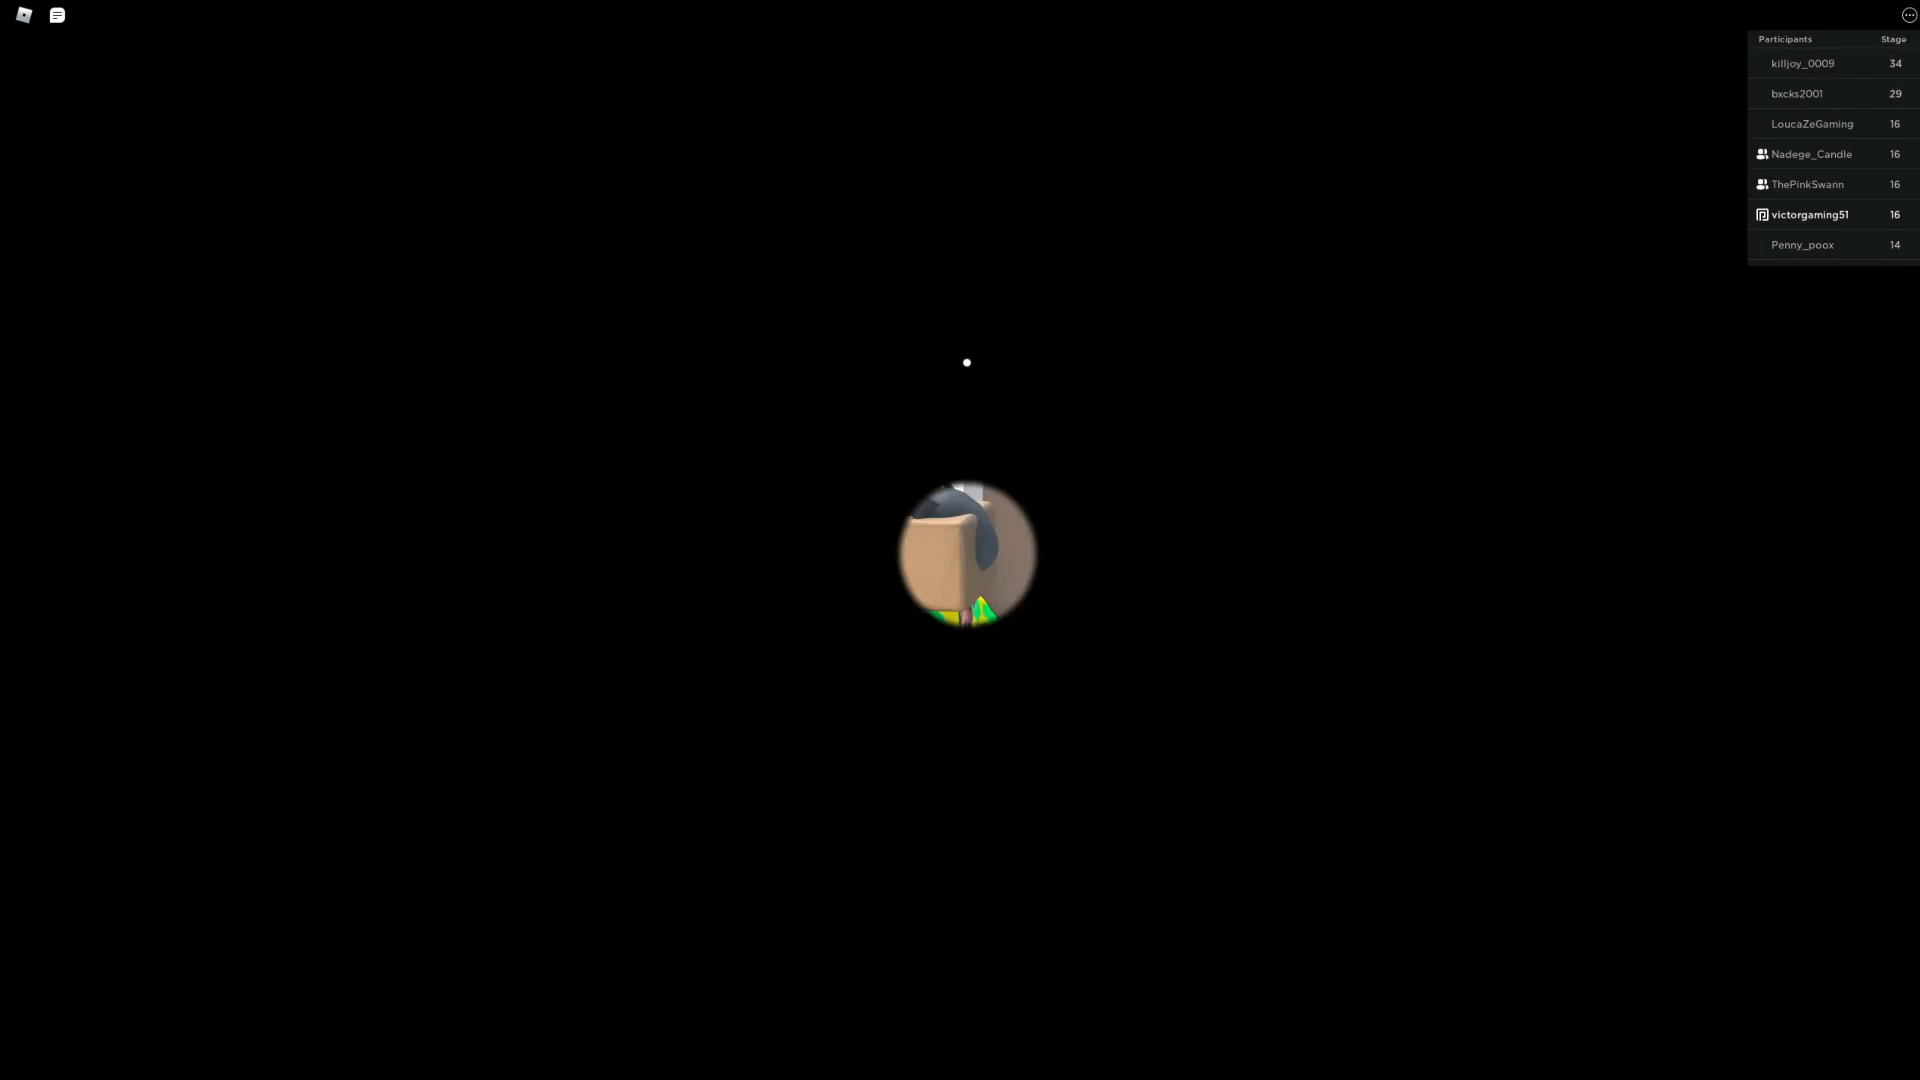 Participants Stage
killjoy_0009 34
bxcks2001 29
LoucaZeGaming 16
Nadege_Candle 16
ThePinkSwann 16
victorgaming51 16
Penny_poox 14